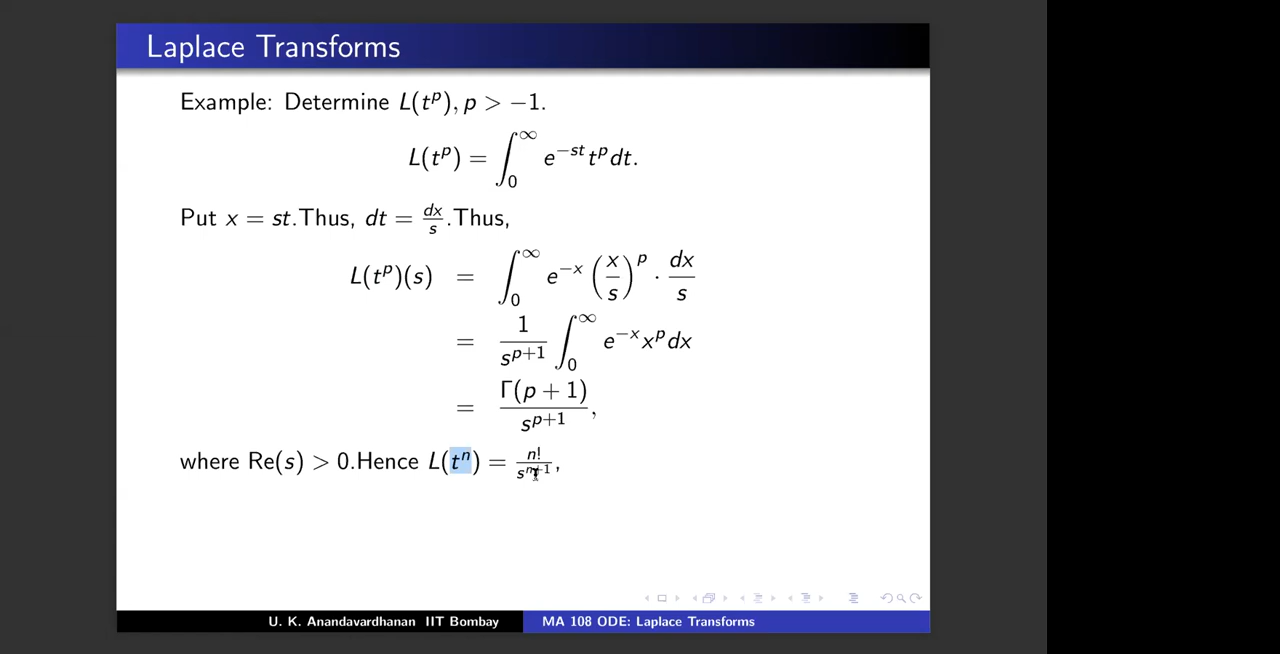 Laplace Transforms
Example: Determine L(t^p), p > −1.
L(t^p) = ∫_0^∞ e^{−st} t^p dt.
Put x = st.Thus, dt = dx/s.Thus,
L(t^p)(s) = ∫_0^∞ e^{−x} (x/s)^p · dx/s
= 1/s^{p+1} ∫_0^∞ e^{−x} x^p dx
= Γ(p + 1)/s^{p+1},
where Re(s) > 0.Hence L(t^n) = n!/s^{n+1},
U. K. Anandavardhanan IIT Bombay MA 108 ODE: Laplace Transforms